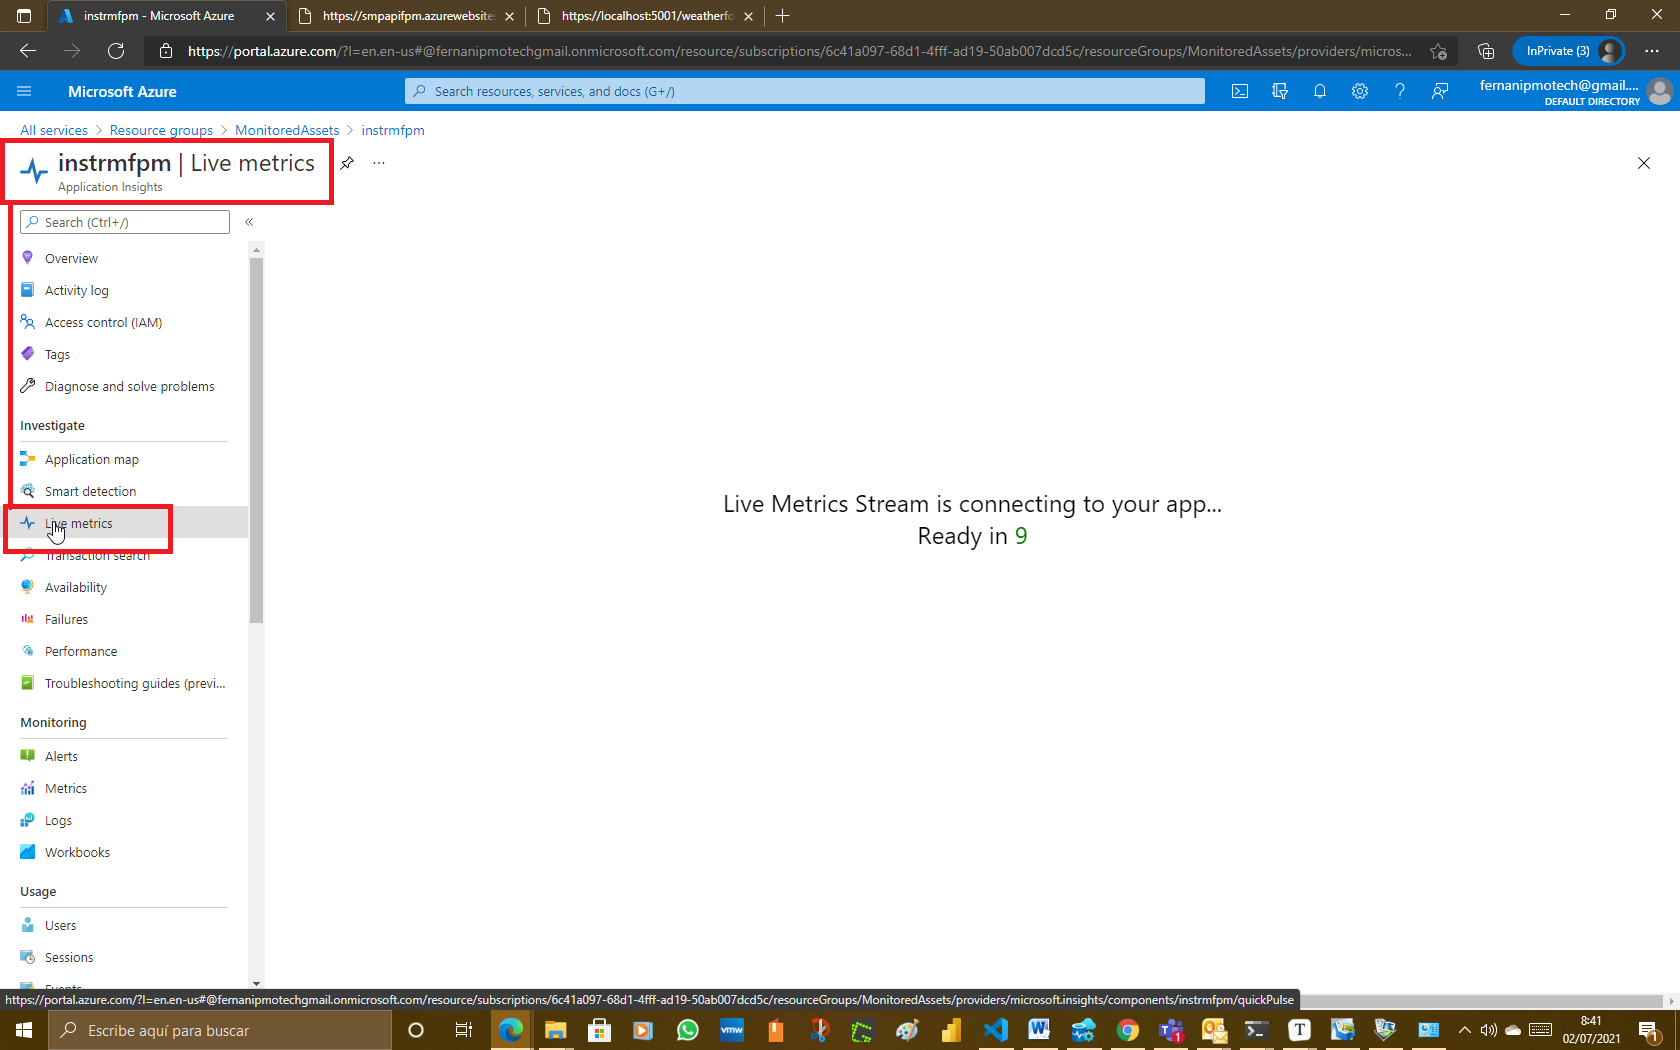 instrmfpm - Microsoft Azure
https://smpapifpm.azurewebsite
https://localhost:5001/weatherfo
https://portal.azure.com/?l=en.en-us#@fernanipmotechgmail.onmicrosoft.com/resource/subscriptions/6c41a097-68d1-4fff-ad19-50ab007dcd5c/resourceGroups/MonitoredAssets/providers/micros...
InPrivate (3)
Microsoft Azure
Search resources, services, and docs (G+/)
fernanipmotech@gmail....
DEFAULT DIRECTORY
All services > Resource groups > MonitoredAssets > instrmfpm
instrmfpm | Live metrics
Application Insights
Search (Ctrl+/)
Overview
Activity log
Access control (IAM)
Tags
Diagnose and solve problems
Investigate
Application map
Smart detection
Live metrics
Transaction search
Availability
Failures
Performance
Troubleshooting guides (previ...
Monitoring
Alerts
Metrics
Logs
Workbooks
Usage
Users
Sessions
Events
Live Metrics Stream is connecting to your app...
Ready in 9
https://portal.azure.com/?l=en.en-us#@fernanipmotechgmail.onmicrosoft.com/resource/subscriptions/6c41a097-68d1-4fff-ad19-50ab007dcd5c/resourceGroups/MonitoredAssets/providers/microsoft.insights/components/instrmfpm/quickPulse
Escribe aquí para buscar
vmw
8:41
02/07/2021